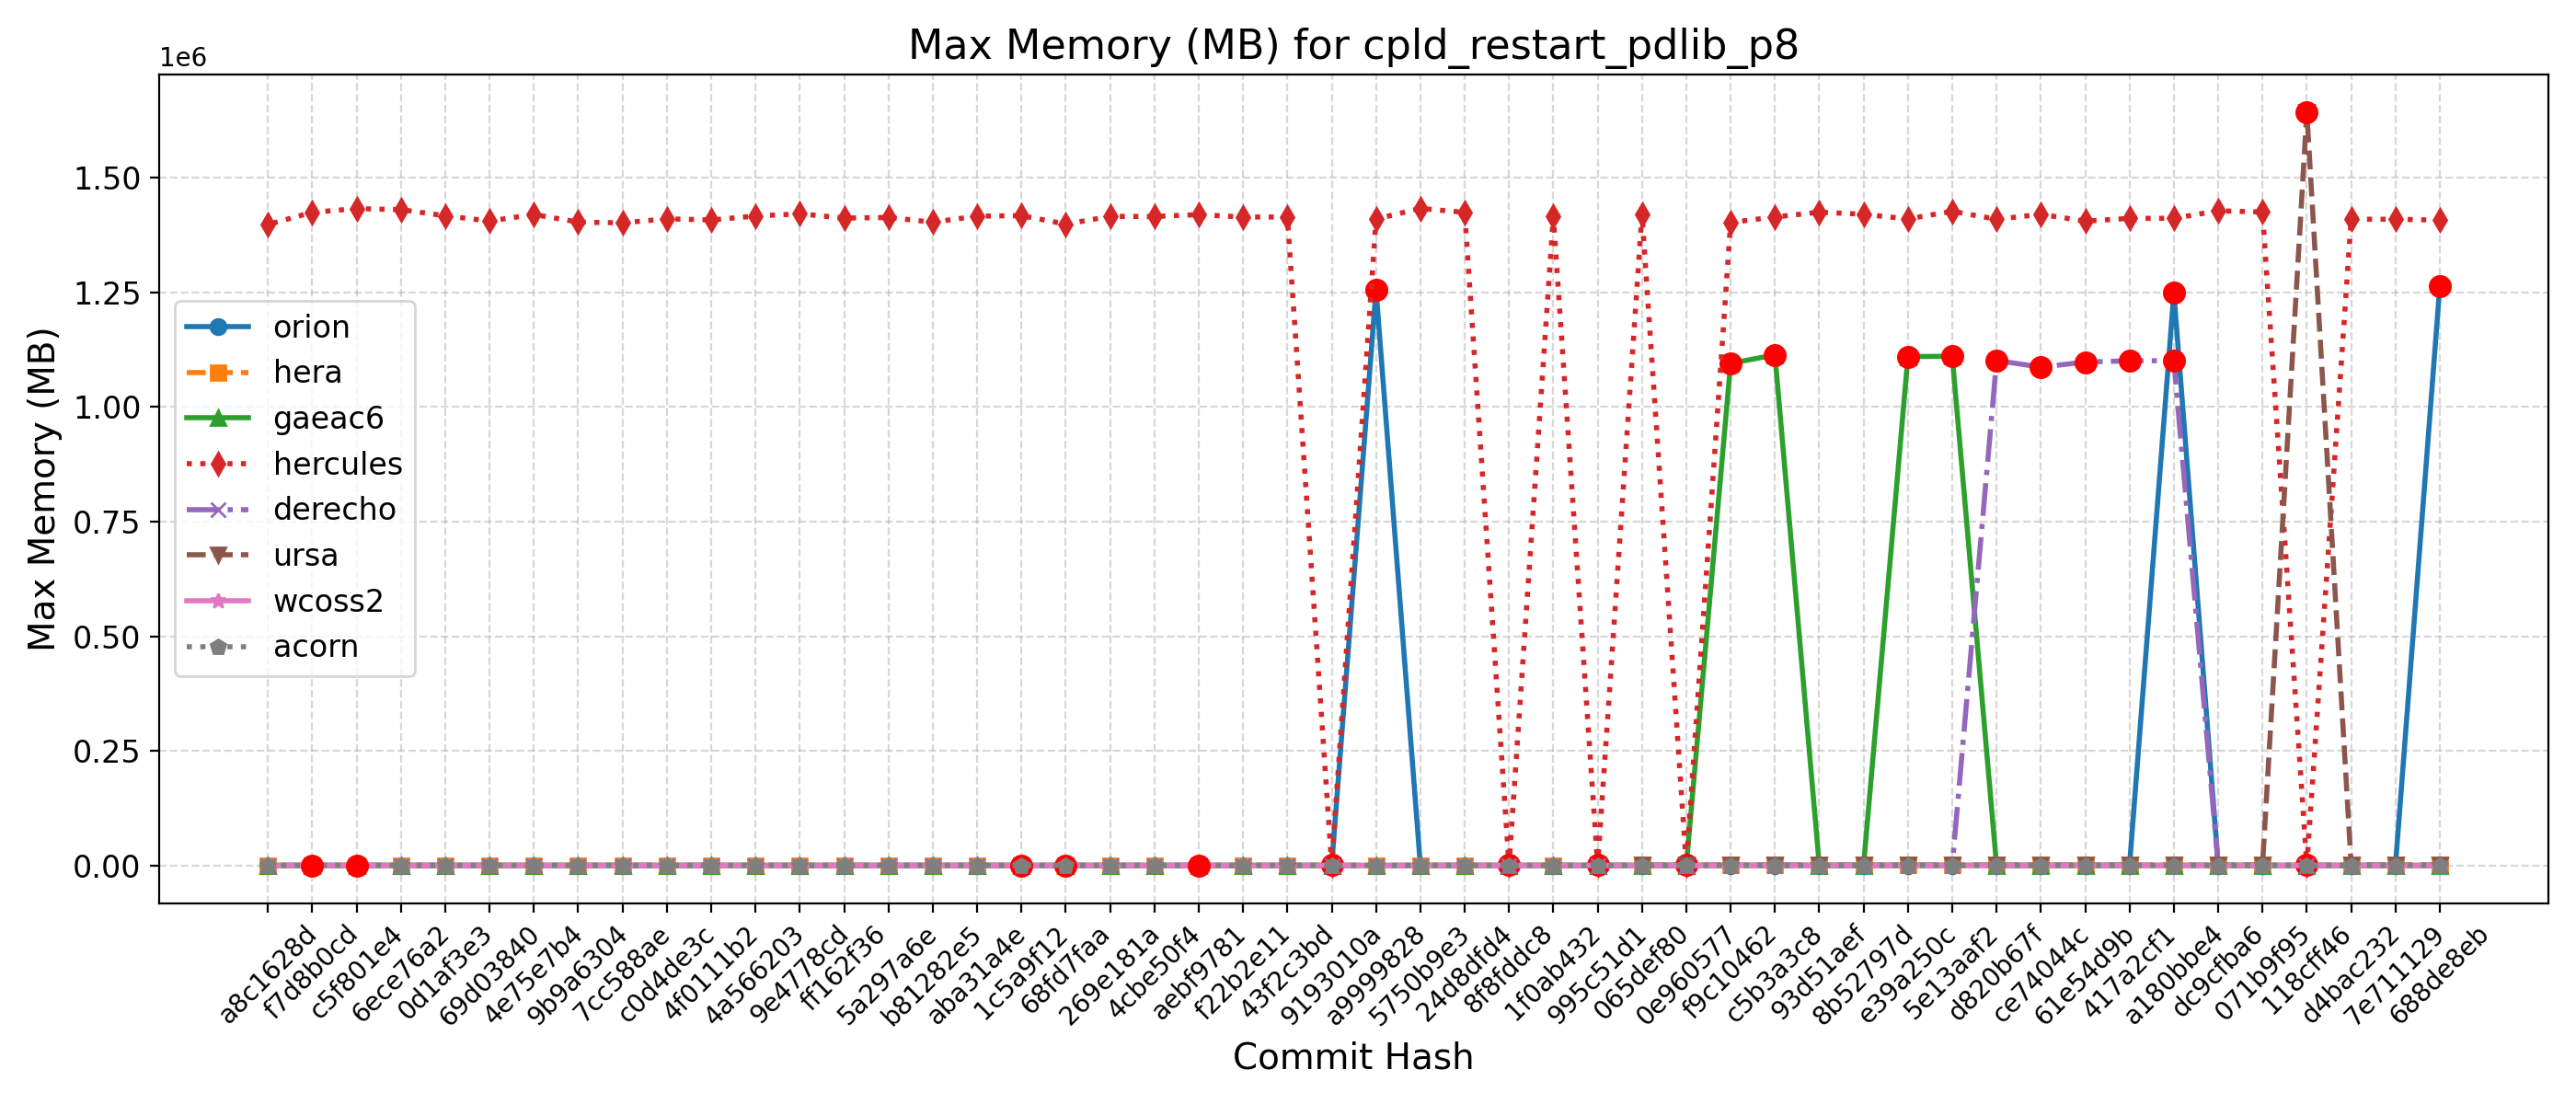 Max Memory (MB) for cpld_restart_pdlib_p8
1e6
1.50
1.25
1.00
0.75
0.50
0.25
0.00
Max Memory (MB)
orion
hera
gaeac6
hercules
derecho
ursa
wcoss2
acorn
a8c1628d
f7d8b0cd
c5f801e4
6ece76a2
0d1af3e3
69d03840
4e75e7b4
9b9a6304
7cc588ae
c0d4de3c
4f0111b2
4a566203
9e4778cd
ff162f36
5a297a6e
b81282e5
aba31a4e
1c5a9f12
68fd7faa
269e181a
4cbe50f4
aebf9781
f22b2e11
43f2c3bd
9193010a
a9999828
5750b9e3
24d8dfd4
8f8fddc8
1f0ab432
995c51d1
065def80
0e960577
f9c10462
c5b3a3c8
93d51aef
8b52797d
e39a250c
5e13aaf2
d820b67f
ce74044c
61e54d9b
417a2cf1
a180bbe4
dc9cfba6
071b9f95
118cff46
d4bac232
7e711129
688de8eb
Commit Hash